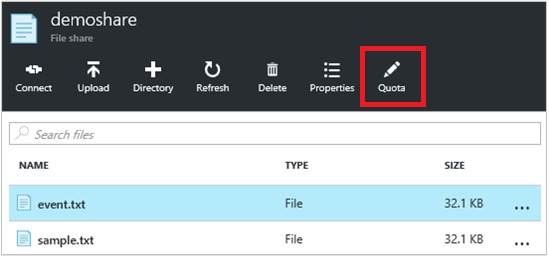 demoshare
File share
Connect Upload Directory Refresh Delete Properties Quota
Search files
NAME TYPE SIZE
event.txt File 32.1 KB ...
sample.txt File 32.1 KB ...